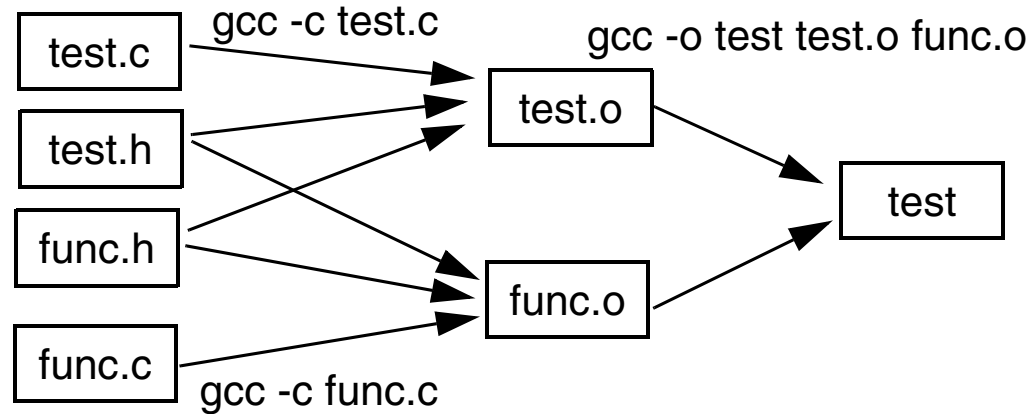 gcc -c test.c
gcc -o test test.o func.o
test.c
test.o
test.h
test
func.h
func.o
func.c
gcc -c func.c